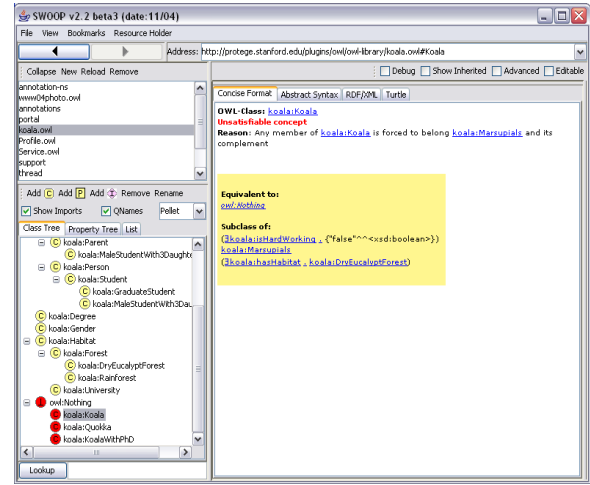 SWOOP v2.2 beta3 (date:11/04)
File View Bookmarks Resource Holder
Address: http://protege.stanford.edu/plugins/owl/owl-library/koala.owl#Koala
Collapse New Reload Remove
Debug Show Inherited Advanced Editable
annotation-ns
www04photo.owl
annotations
portal
koala.owl
Profile.owl
Service.owl
support
thread
Add C Add P Add Remove Rename
Show Imports QNames Pellet
Class Tree Property Tree List
C koala:Parent
C koala:MaleStudentWith3Daughte
C koala:Person
C koala:Student
C koala:GraduateStudent
C koala:MaleStudentWith3Dau
C koala:Degree
C koala:Gender
C koala:Habitat
C koala:Forest
C koala:DryEucalyptForest
C koala:Rainforest
C koala:University
owl:Nothing
C koala:Koala
C koala:Quokka
C koala:KoalaWithPhD
Lookup
Concise Format Abstract Syntax RDF/XML Turtle
OWL-Class: koala:Koala
Unsatisfiable concept
Reason: Any member of koala:Koala is forced to belong koala:Marsupials and its
complement
Equivalent to:
owl:Nothing
Subclass of:
(∃koala:isHardWorking . {"false"^^<xsd:boolean>})
koala:Marsupials
(∃koala:hasHabitat . koala:DryEucalyptForest)